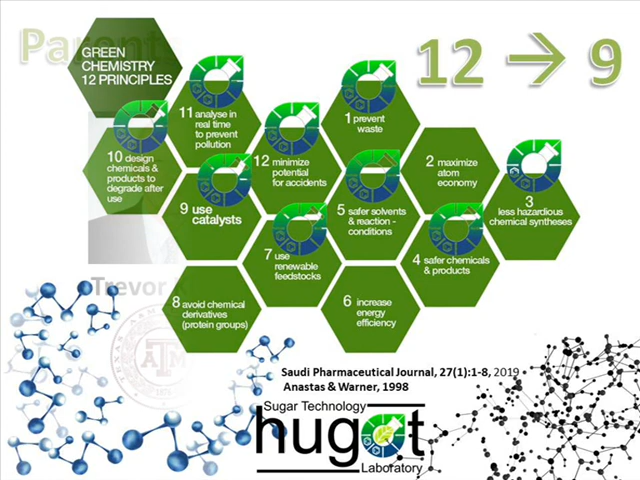 Parent
12 → 9
GREEN
CHEMISTRY
12 PRINCIPLES
11 analyse in
real time
to prevent
pollution
1 prevent
waste
10 design
chemicals &
products to
degrade after
use
12 minimize
potential
for accidents
2 maximize
atom
economy
3
less hazardious
chemical syntheses
9 use
catalysts
5 safer solvents
& reaction -
conditions
7 use
renewable
feedstocks
4 safer chemicals
& products
8 avoid chemical
derivatives
(protein groups)
6 increase
energy
efficiency
Trevor
Saudi Pharmaceutical Journal, 27(1):1-8, 2019
Anastas & Warner, 1998
Sugar Technology
hugot
Laboratory